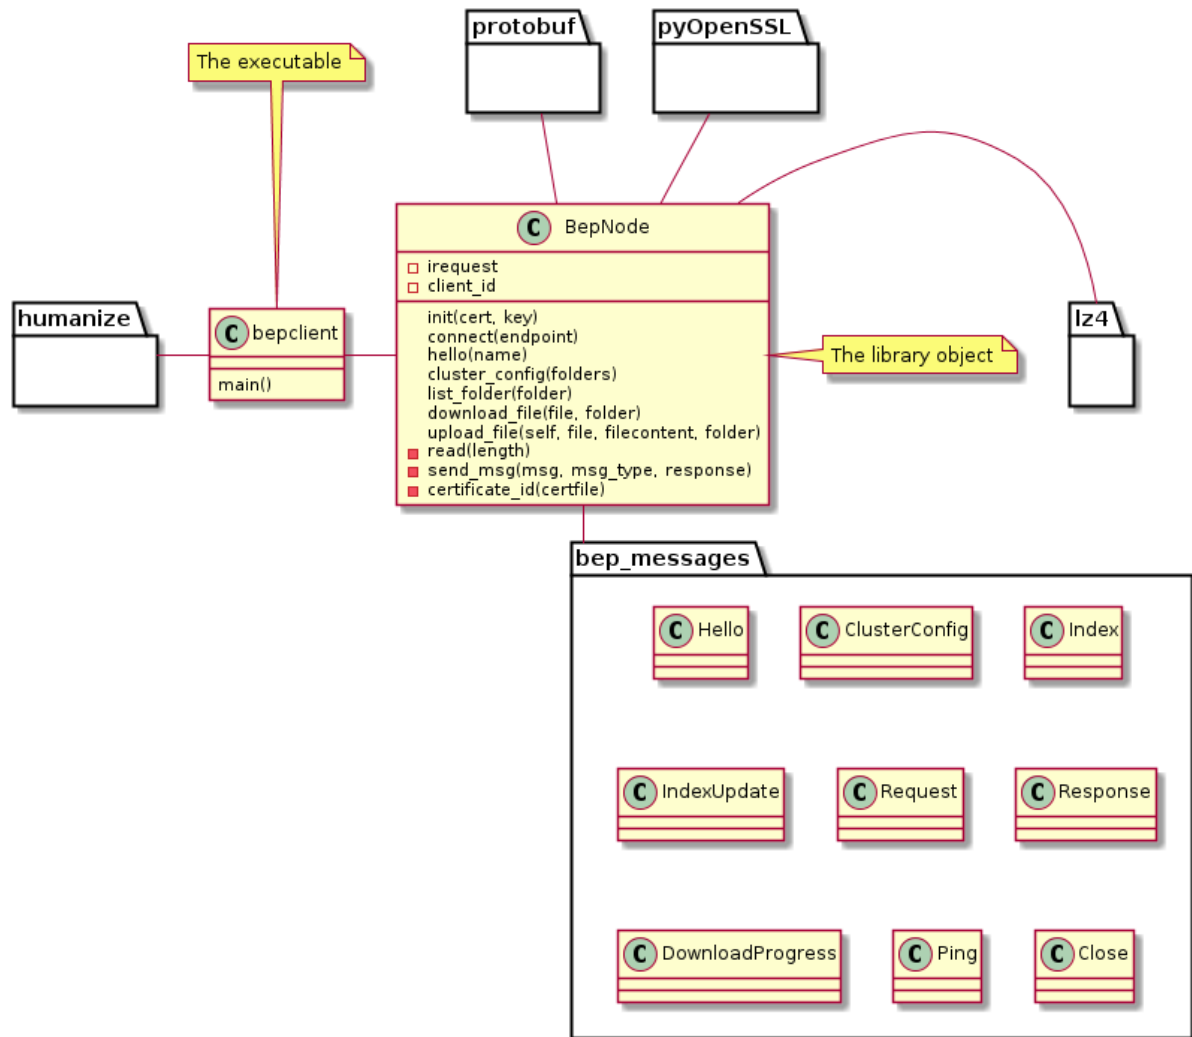 protobuf
pyOpenSSL
The executable
C BepNode
irequest
client_id
init(cert, key)
connect(endpoint)
hello(name)
cluster_config(folders)
list_folder(folder)
download_file(file, folder)
upload_file(self, file, filecontent, folder)
read(length)
send_msg(msg, msg_type, response)
certificate_id(certfile)
humanize
C bepclient
main()
The library object
lz4
bep_messages
C Hello
C ClusterConfig
C Index
C IndexUpdate
C Request
C Response
C DownloadProgress
C Ping
C Close